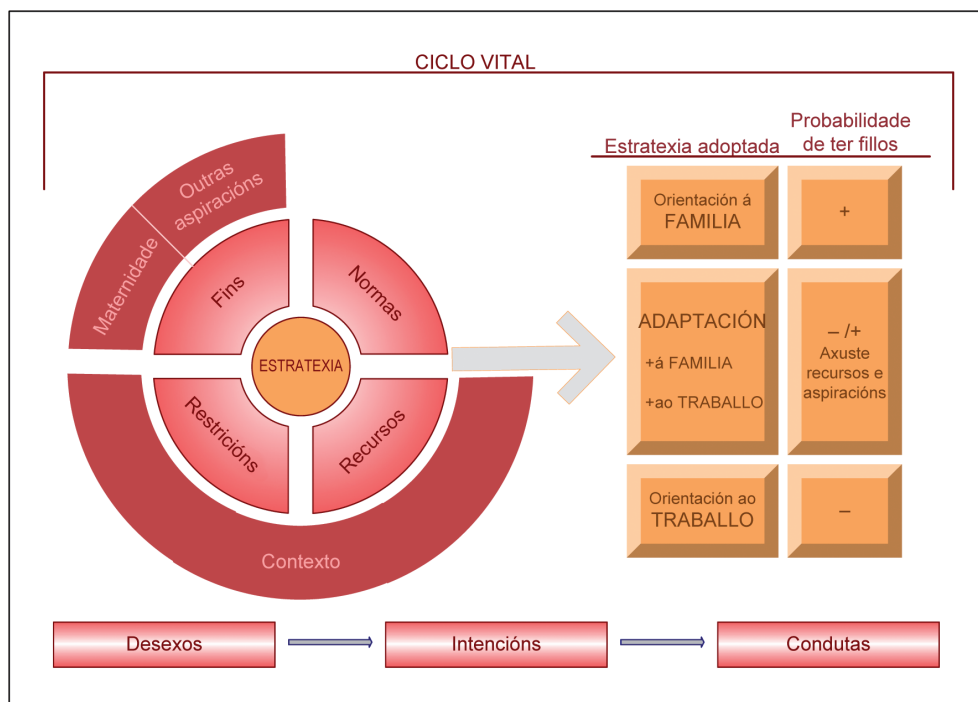 CICLO VITAL
Maternidade
Outras
aspiracións
Fins
Normas
ESTRATEXIA
Restricións
Recursos
Contexto
Estratexia adoptada
Probabilidade
de ter fillos
Orientación á
FAMILIA
+
ADAPTACIÓN
+á FAMILIA
+ao TRABALLO
– /+
Axuste
recursos e
aspiracións
Orientación ao
TRABALLO
–
Desexos
Intencións
Condutas